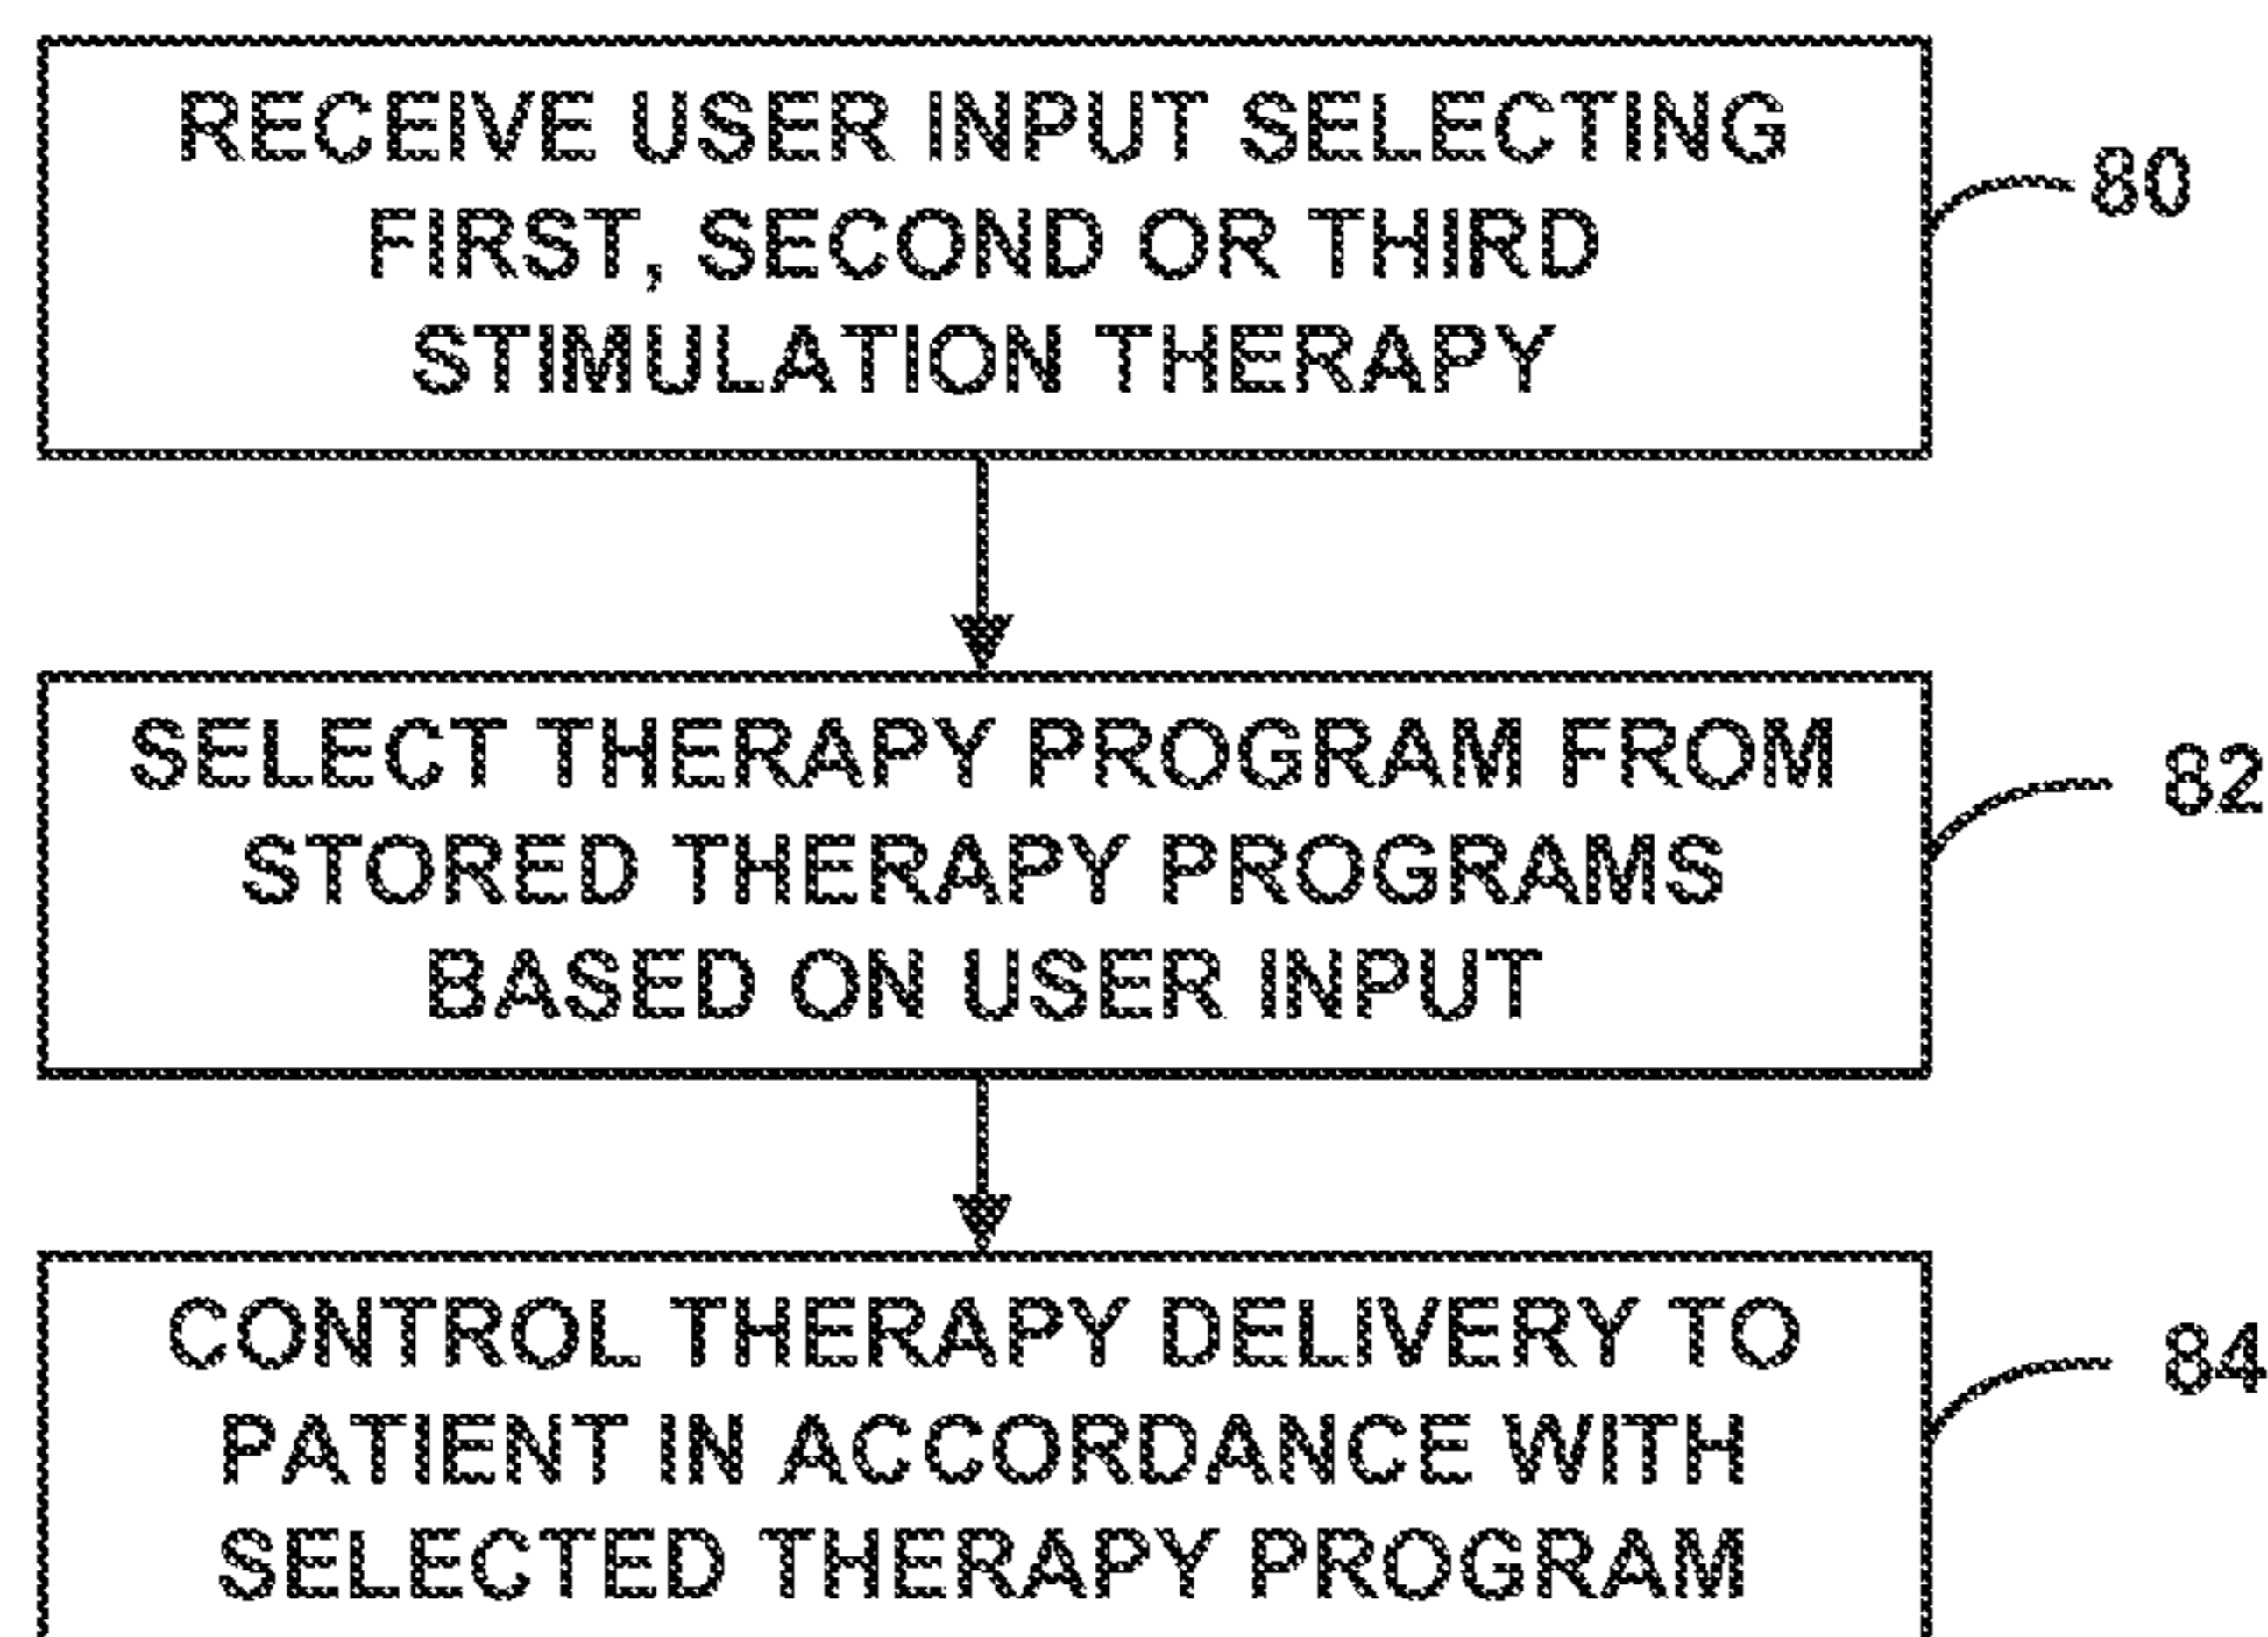 RECEIVE USER INPUT SELECTING
FIRST, SECOND OR THIRD
STIMULATION THERAPY
80
SELECT THERAPY PROGRAM FROM
STORED THERAPY PROGRAMS
BASED ON USER INPUT
82
CONTROL THERAPY DELIVERY TO
PATIENT IN ACCORDANCE WITH
SELECTED THERAPY PROGRAM
84